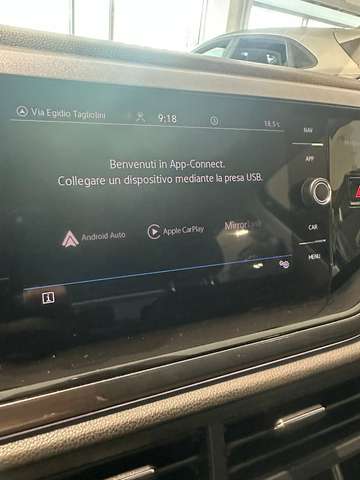 Via Egidio Tagliolini
9:18
18,5°C
NAV
Benvenuti in App-Connect.
Collegare un dispositivo mediante la presa USB.
APP
Android Auto
Apple CarPlay
CAR
MENU